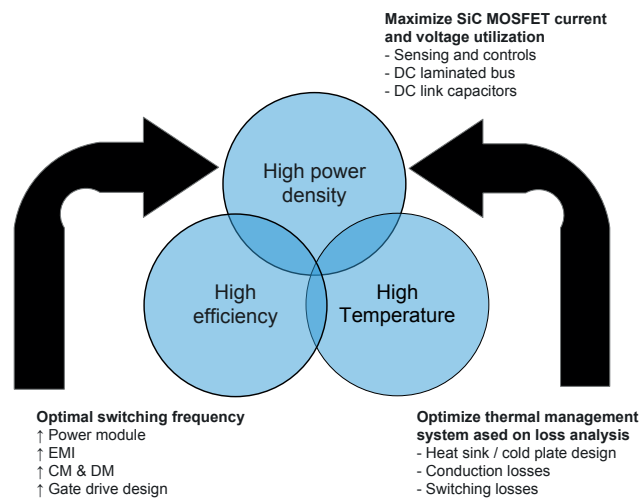 Maximize SiC MOSFET current
and voltage utilization
- Sensing and controls
- DC laminated bus
- DC link capacitors
High power
density
High
efficiency
High
Temperature
Optimal switching frequency
↑ Power module
↑ EMI
↑ CM & DM
↑ Gate drive design
Optimize thermal management
system ased on loss analysis
- Heat sink / cold plate design
- Conduction losses
- Switching losses